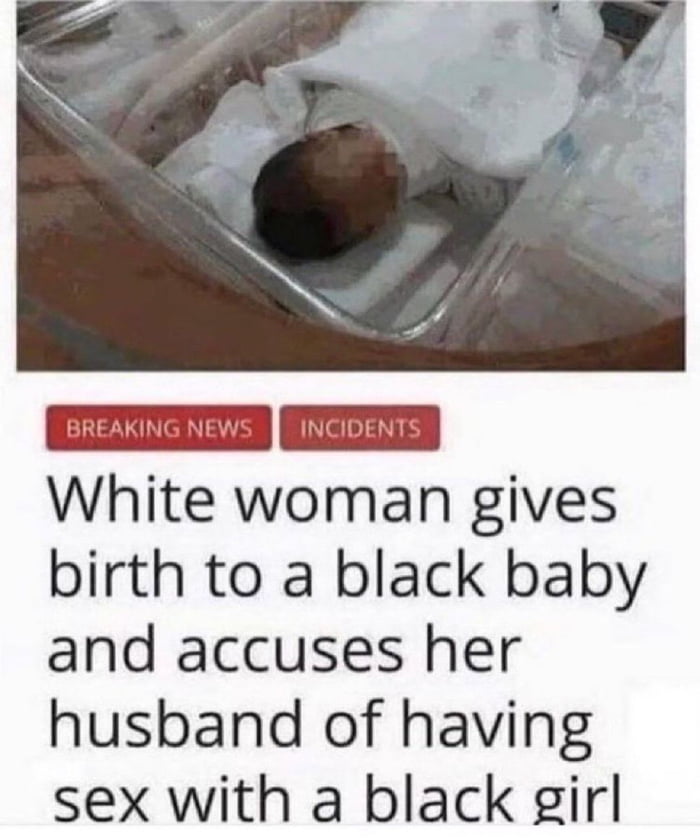 BREAKING NEWS INCIDENTS
White woman gives
birth to a black baby
and accuses her
husband of having
sex with a black girl